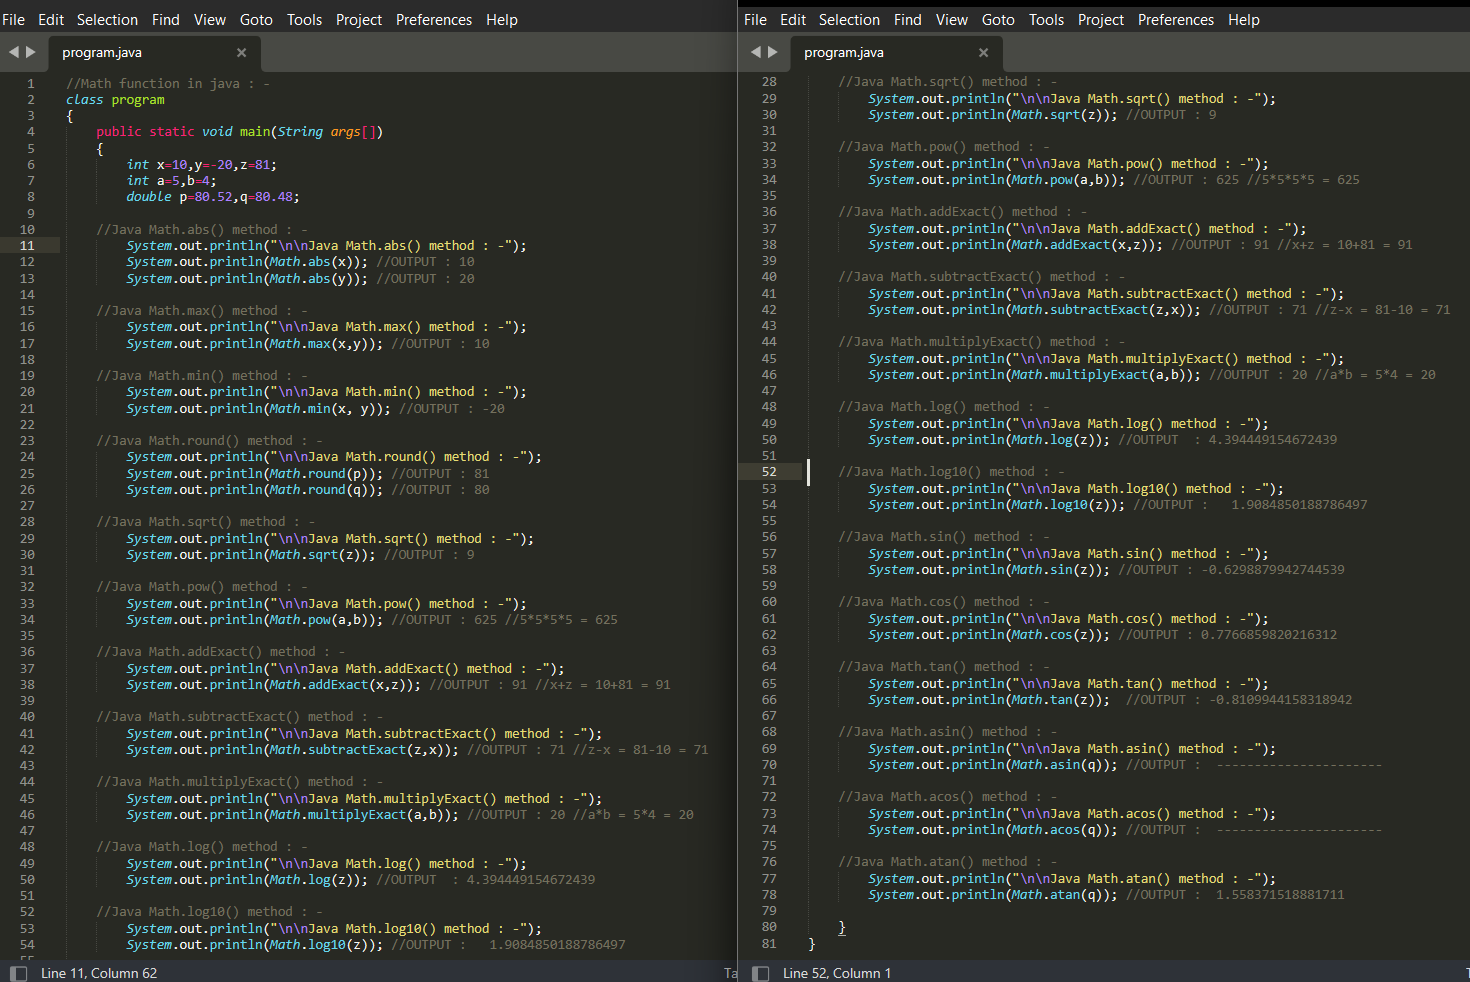 File Edit Selection Find View Goto Tools Project Preferences Help
program.java ×
1 //Math function in java : -
2 class program
3 {
4 public static void main(String args[])
5 {
6 int x=10,y=-20,z=81;
7 int a=5,b=4;
8 double p=80.52,q=80.48;
9
10 //Java Math.abs() method : -
11 System.out.println("\n\nJava Math.abs() method : -");
12 System.out.println(Math.abs(x)); //OUTPUT : 10
13 System.out.println(Math.abs(y)); //OUTPUT : 20
14
15 //Java Math.max() method : -
16 System.out.println("\n\nJava Math.max() method : -");
17 System.out.println(Math.max(x,y)); //OUTPUT : 10
18
19 //Java Math.min() method : -
20 System.out.println("\n\nJava Math.min() method : -");
21 System.out.println(Math.min(x, y)); //OUTPUT : -20
22
23 //Java Math.round() method : -
24 System.out.println("\n\nJava Math.round() method : -");
25 System.out.println(Math.round(p)); //OUTPUT : 81
26 System.out.println(Math.round(q)); //OUTPUT : 80
27
28 //Java Math.sqrt() method : -
29 System.out.println("\n\nJava Math.sqrt() method : -");
30 System.out.println(Math.sqrt(z)); //OUTPUT : 9
31
32 //Java Math.pow() method : -
33 System.out.println("\n\nJava Math.pow() method : -");
34 System.out.println(Math.pow(a,b)); //OUTPUT : 625 //5*5*5*5 = 625
35
36 //Java Math.addExact() method : -
37 System.out.println("\n\nJava Math.addExact() method : -");
38 System.out.println(Math.addExact(x,z)); //OUTPUT : 91 //x+z = 10+81 = 91
39
40 //Java Math.subtractExact() method : -
41 System.out.println("\n\nJava Math.subtractExact() method : -");
42 System.out.println(Math.subtractExact(z,x)); //OUTPUT : 71 //z-x = 81-10 = 71
43
44 //Java Math.multiplyExact() method : -
45 System.out.println("\n\nJava Math.multiplyExact() method : -");
46 System.out.println(Math.multiplyExact(a,b)); //OUTPUT : 20 //a*b = 5*4 = 20
47
48 //Java Math.log() method : -
49 System.out.println("\n\nJava Math.log() method : -");
50 System.out.println(Math.log(z)); //OUTPUT  : 4.394449154672439
51
52 //Java Math.log10() method : -
53 System.out.println("\n\nJava Math.log10() method : -");
54 System.out.println(Math.log10(z)); //OUTPUT :   1.9084850188786497
Line 11, Column 62
Ta
File Edit Selection Find View Goto Tools Project Preferences Help
program.java ×
28 //Java Math.sqrt() method : -
29 System.out.println("\n\nJava Math.sqrt() method : -");
30 System.out.println(Math.sqrt(z)); //OUTPUT : 9
31
32 //Java Math.pow() method : -
33 System.out.println("\n\nJava Math.pow() method : -");
34 System.out.println(Math.pow(a,b)); //OUTPUT : 625 //5*5*5*5 = 625
35
36 //Java Math.addExact() method : -
37 System.out.println("\n\nJava Math.addExact() method : -");
38 System.out.println(Math.addExact(x,z)); //OUTPUT : 91 //x+z = 10+81 = 91
39
40 //Java Math.subtractExact() method : -
41 System.out.println("\n\nJava Math.subtractExact() method : -");
42 System.out.println(Math.subtractExact(z,x)); //OUTPUT : 71 //z-x = 81-10 = 71
43
44 //Java Math.multiplyExact() method : -
45 System.out.println("\n\nJava Math.multiplyExact() method : -");
46 System.out.println(Math.multiplyExact(a,b)); //OUTPUT : 20 //a*b = 5*4 = 20
47
48 //Java Math.log() method : -
49 System.out.println("\n\nJava Math.log() method : -");
50 System.out.println(Math.log(z)); //OUTPUT  : 4.394449154672439
51
52 //Java Math.log10() method : -
53 System.out.println("\n\nJava Math.log10() method : -");
54 System.out.println(Math.log10(z)); //OUTPUT :   1.9084850188786497
55
56 //Java Math.sin() method : -
57 System.out.println("\n\nJava Math.sin() method : -");
58 System.out.println(Math.sin(z)); //OUTPUT : -0.6298879942744539
59
60 //Java Math.cos() method : -
61 System.out.println("\n\nJava Math.cos() method : -");
62 System.out.println(Math.cos(z)); //OUTPUT : 0.7766859820216312
63
64 //Java Math.tan() method : -
65 System.out.println("\n\nJava Math.tan() method : -");
66 System.out.println(Math.tan(z));  //OUTPUT : -0.8109944158318942
67
68 //Java Math.asin() method : -
69 System.out.println("\n\nJava Math.asin() method : -");
70 System.out.println(Math.asin(q)); //OUTPUT :  ----------------------
71
72 //Java Math.acos() method : -
73 System.out.println("\n\nJava Math.acos() method : -");
74 System.out.println(Math.acos(q)); //OUTPUT :  ----------------------
75
76 //Java Math.atan() method : -
77 System.out.println("\n\nJava Math.atan() method : -");
78 System.out.println(Math.atan(q)); //OUTPUT :  1.558371518881711
79
80 }
81 }
Line 52, Column 1